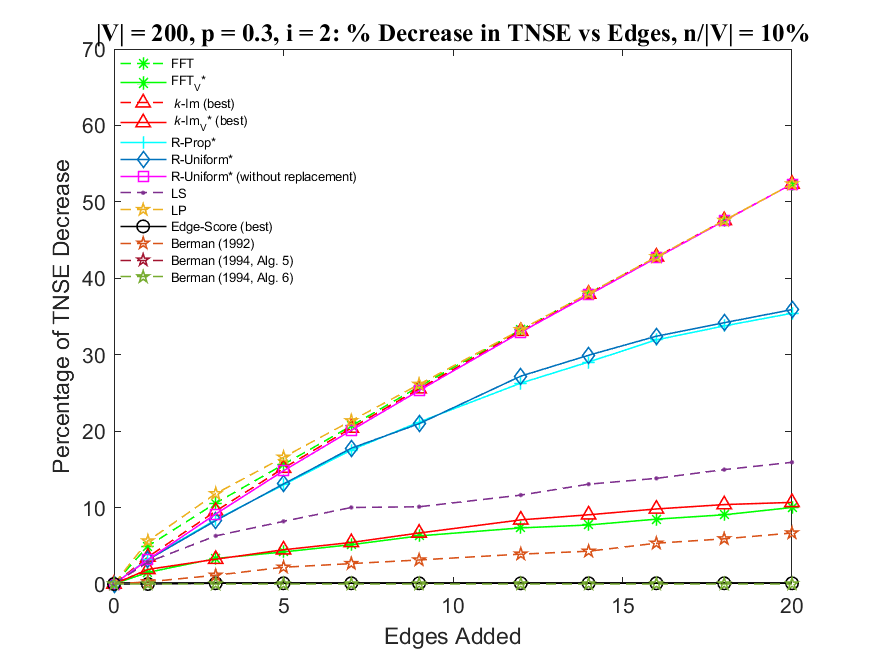 |V| = 200, p = 0.3, i = 2: % Decrease in TNSE vs Edges, n/|V| = 10%
70
60
50
40
30
20
10
0
Percentage of TNSE Decrease
FFT
FFT_V*
k-Im (best)
k-Im_V* (best)
R-Prop*
R-Uniform*
R-Uniform* (without replacement)
LS
LP
Edge-Score (best)
Berman (1992)
Berman (1994, Alg. 5)
Berman (1994, Alg. 6)
0 5 10 15 20
Edges Added